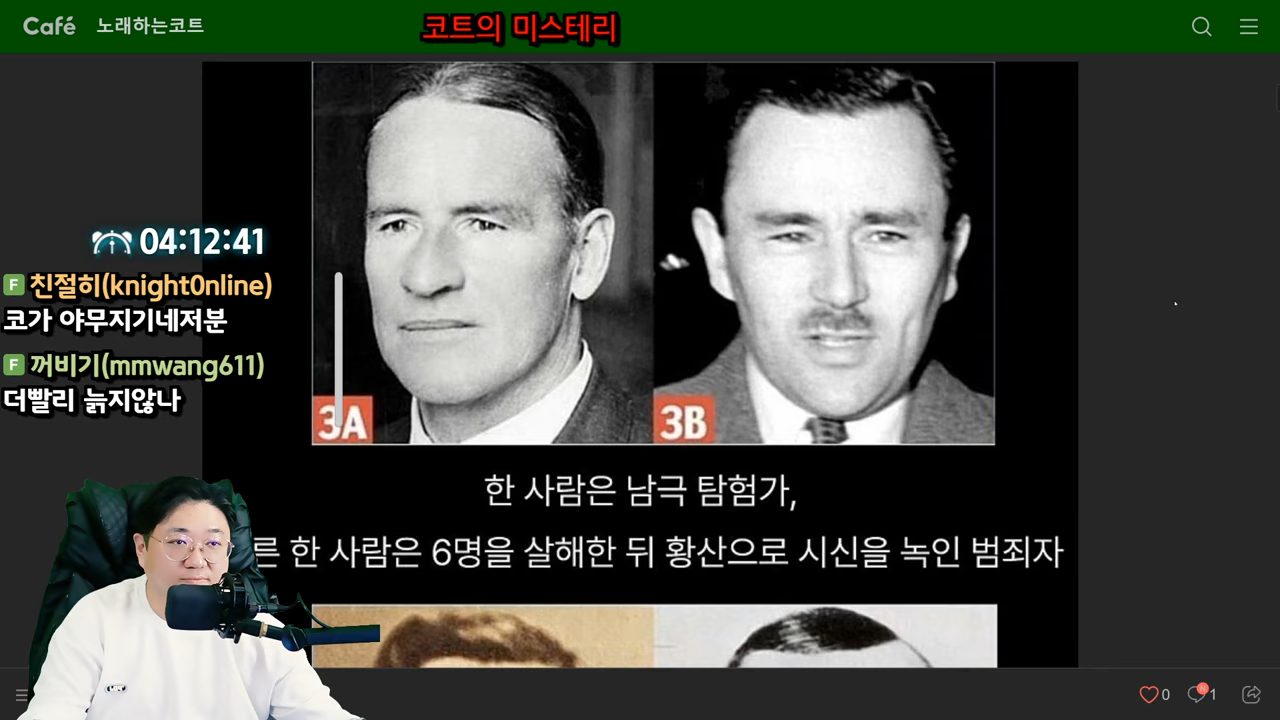 Café 노래하는코트
코트의 미스테리
04:12:41
F 친절히(knight0nline)
코가 야무지기네저분
F 꺼비기(mmwang611)
더빨리 늙지않나
3A
3B
한 사람은 남극 탐험가,
른 한 사람은 6명을 살해한 뒤 황산으로 시신을 녹인 범죄자
0
N
1